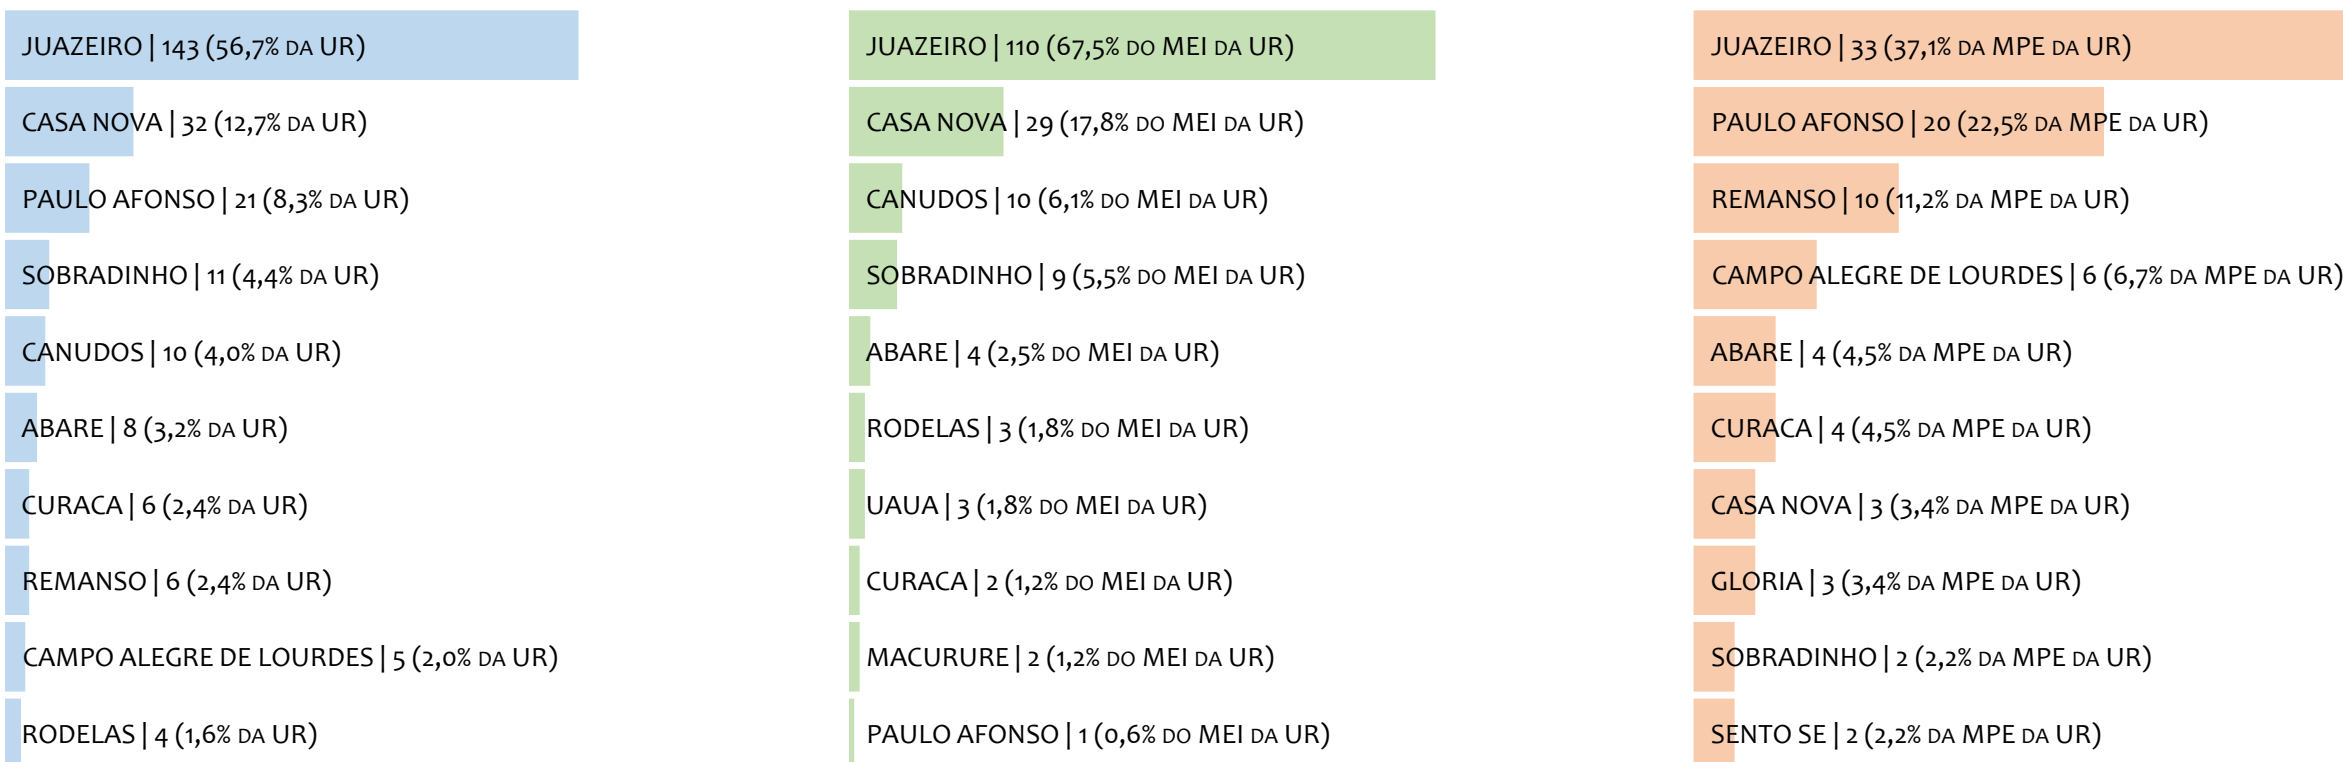 JUAZEIRO | 143 (56,7% DA UR)
CASA NOVA | 32 (12,7% DA UR)
PAULO AFONSO | 21 (8,3% DA UR)
SOBRADINHO | 11 (4,4% DA UR)
CANUDOS | 10 (4,0% DA UR)
ABARE | 8 (3,2% DA UR)
CURACA | 6 (2,4% DA UR)
REMANSO | 6 (2,4% DA UR)
CAMPO ALEGRE DE LOURDES | 5 (2,0% DA UR)
RODELAS | 4 (1,6% DA UR)
JUAZEIRO | 110 (67,5% DO MEI DA UR)
CASA NOVA | 29 (17,8% DO MEI DA UR)
CANUDOS | 10 (6,1% DO MEI DA UR)
SOBRADINHO | 9 (5,5% DO MEI DA UR)
ABARE | 4 (2,5% DO MEI DA UR)
RODELAS | 3 (1,8% DO MEI DA UR)
UAUA | 3 (1,8% DO MEI DA UR)
CURACA | 2 (1,2% DO MEI DA UR)
MACURURE | 2 (1,2% DO MEI DA UR)
PAULO AFONSO | 1 (0,6% DO MEI DA UR)
JUAZEIRO | 33 (37,1% DA MPE DA UR)
PAULO AFONSO | 20 (22,5% DA MPE DA UR)
REMANSO | 10 (11,2% DA MPE DA UR)
CAMPO ALEGRE DE LOURDES | 6 (6,7% DA MPE DA UR)
ABARE | 4 (4,5% DA MPE DA UR)
CURACA | 4 (4,5% DA MPE DA UR)
CASA NOVA | 3 (3,4% DA MPE DA UR)
GLORIA | 3 (3,4% DA MPE DA UR)
SOBRADINHO | 2 (2,2% DA MPE DA UR)
SENTO SE | 2 (2,2% DA MPE DA UR)